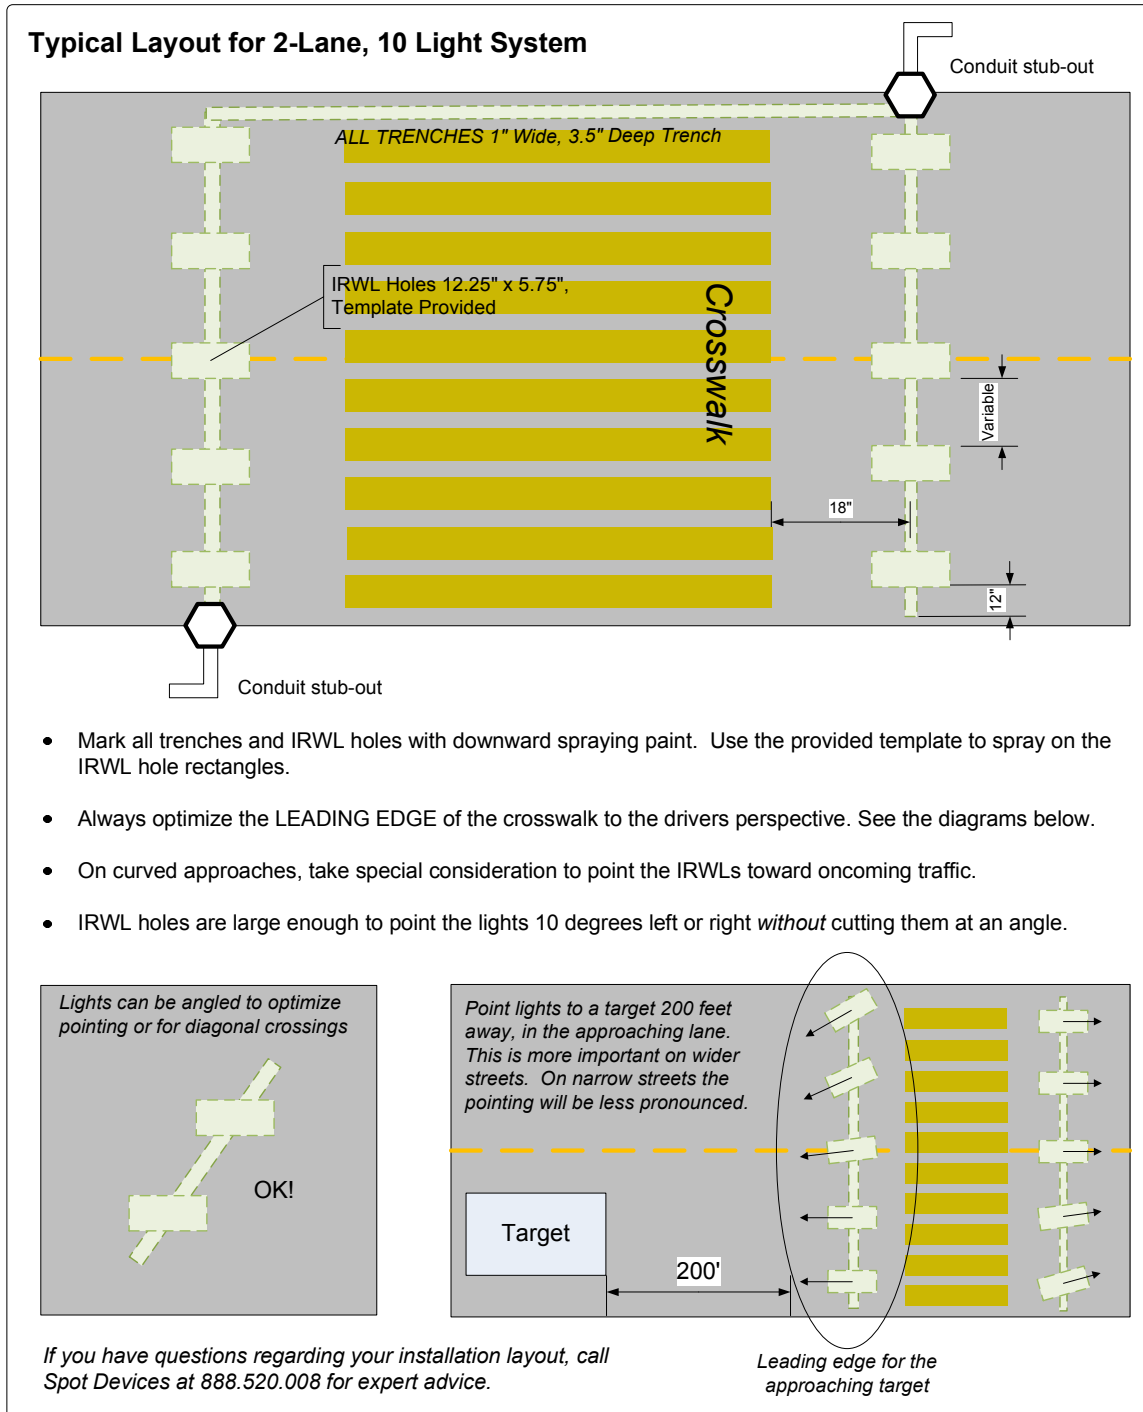 Typical Layout for 2-Lane, 10 Light System
Conduit stub-out
ALL TRENCHES 1" Wide, 3.5" Deep Trench
IRWL Holes 12.25" x 5.75",
Template Provided
Crosswalk
Variable
18"
12"
Conduit stub-out
• Mark all trenches and IRWL holes with downward spraying paint. Use the provided template to spray on the
IRWL hole rectangles.
• Always optimize the LEADING EDGE of the crosswalk to the drivers perspective. See the diagrams below.
• On curved approaches, take special consideration to point the IRWLs toward oncoming traffic.
• IRWL holes are large enough to point the lights 10 degrees left or right without cutting them at an angle.
Lights can be angled to optimize
pointing or for diagonal crossings
OK!
Point lights to a target 200 feet
away, in the approaching lane.
This is more important on wider
streets. On narrow streets the
pointing will be less pronounced.
Target
200'
If you have questions regarding your installation layout, call
Spot Devices at 888.520.008 for expert advice.
Leading edge for the
approaching target